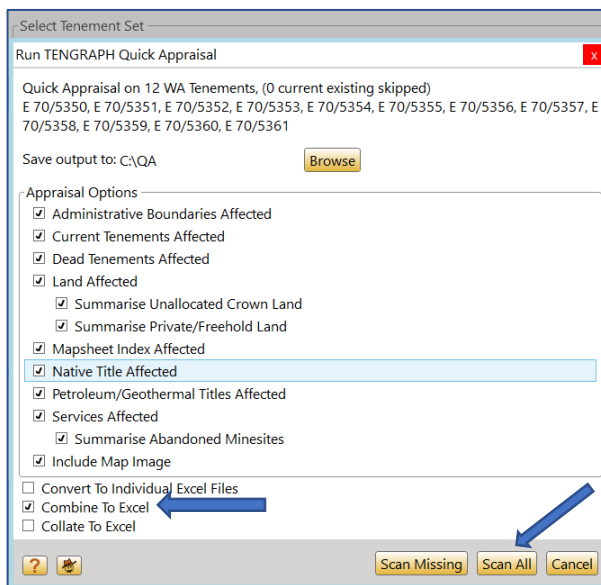 Select Tenement Set
Run TENGRAPH Quick Appraisal
x
Quick Appraisal on 12 WA Tenements, (0 current existing skipped)
E 70/5350, E 70/5351, E 70/5352, E 70/5353, E 70/5354, E 70/5355, E 70/5356, E 70/5357, E
70/5358, E 70/5359, E 70/5360, E 70/5361
Save output to: C:\QA Browse
Appraisal Options
Administrative Boundaries Affected
Current Tenements Affected
Dead Tenements Affected
Land Affected
Summarise Unallocated Crown Land
Summarise Private/Freehold Land
Mapsheet Index Affected
Native Title Affected
Petroleum/Geothermal Titles Affected
Services Affected
Summarise Abandoned Minesites
Include Map Image
Convert To Individual Excel Files
Combine To Excel
Collate To Excel
? Scan Missing Scan All Cancel